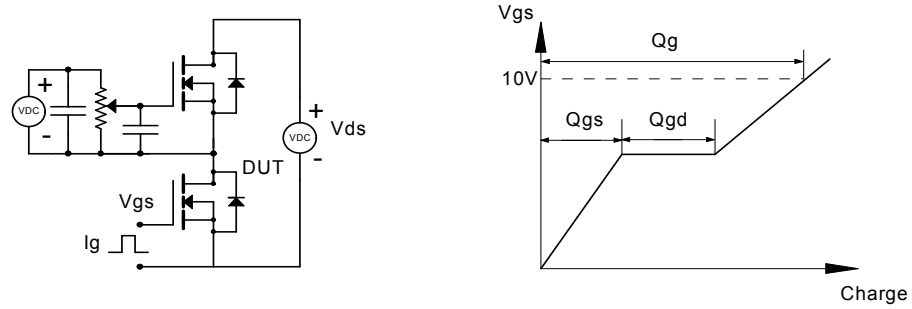 +
VDC
-
+
VDC
-
Vds
DUT
Vgs
Ig
Vgs
Qg
10V
Qgs
Qgd
Charge